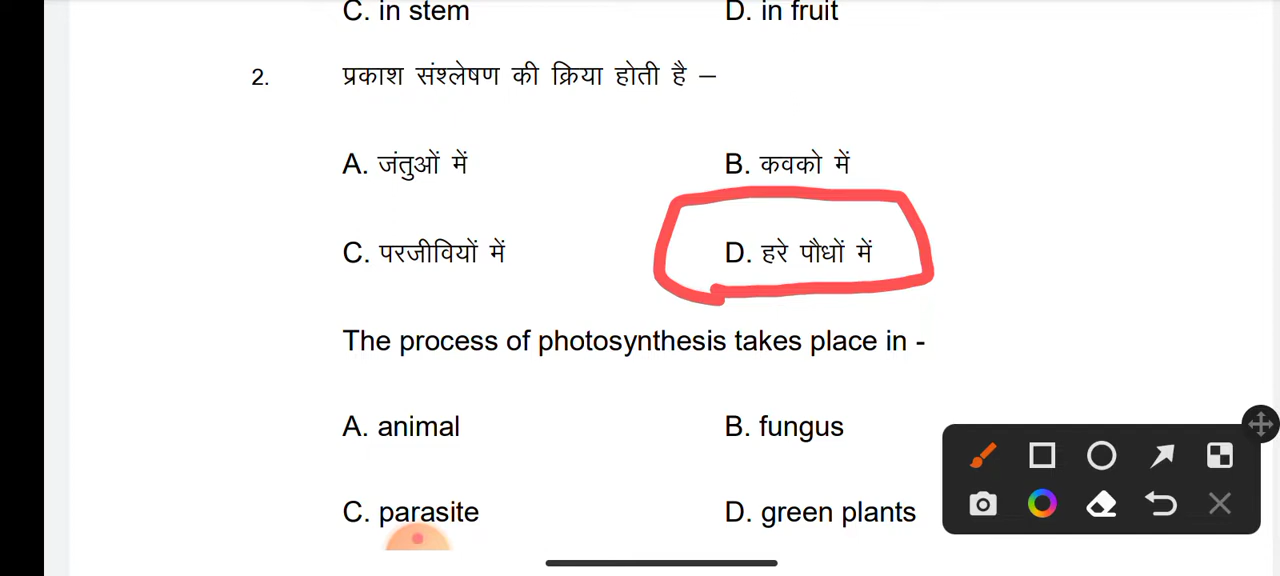 C. in stem D. in fruit
2. प्रकाश संश्लेषण की क्रिया होती है –
A. जंतुओं में B. कवको में
C. परजीवियों में D. हरे पौधों में
The process of photosynthesis takes place in -
A. animal B. fungus
C. parasite D. green plants